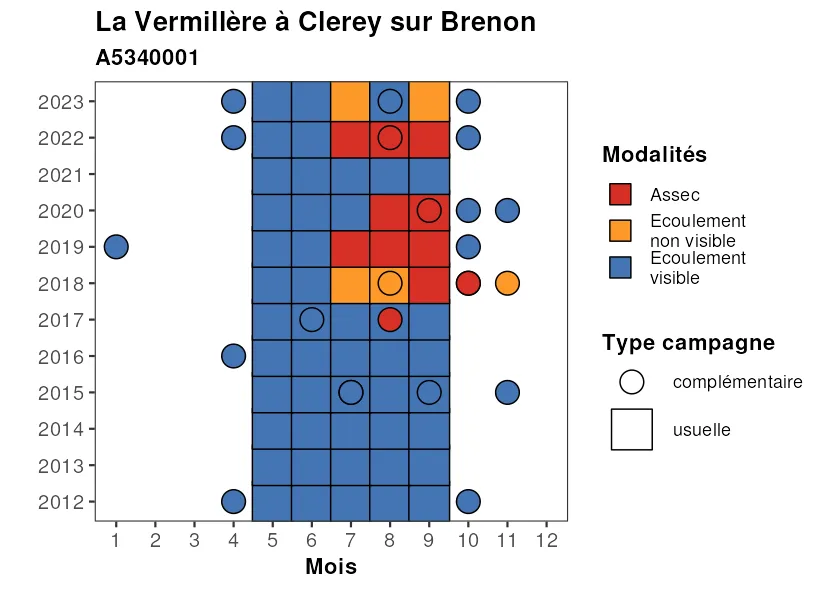 La Vermillère à Clerey sur Brenon
A5340001
2023
2022
2021
2020
2019
2018
2017
2016
2015
2014
2013
2012
1 2 3 4 5 6 7 8 9 10 11 12
Mois
Modalités
Assec
Ecoulement
non visible
Ecoulement
visible
Type campagne
complémentaire
usuelle